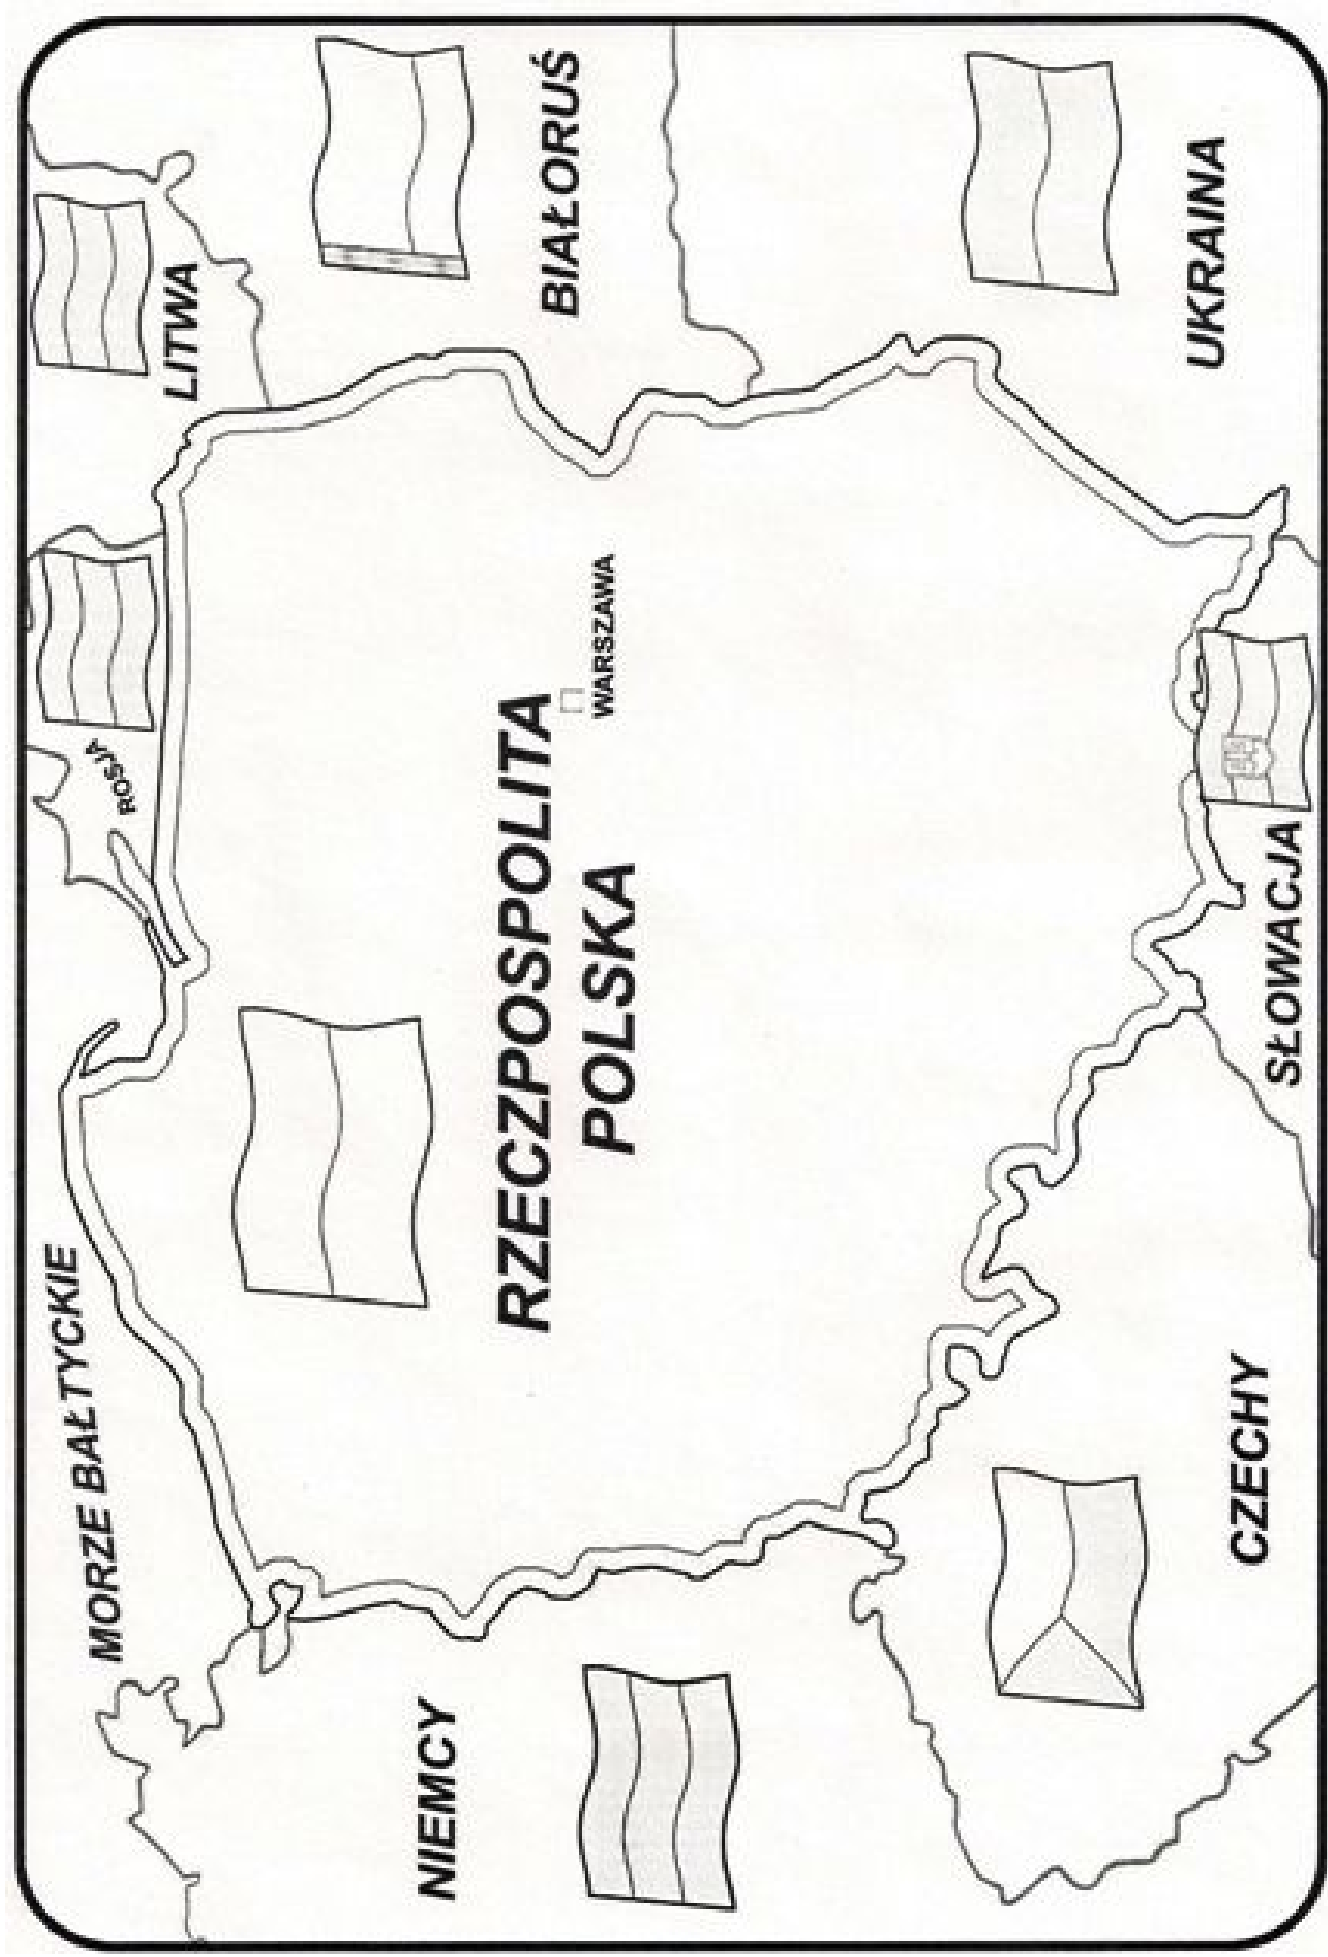 MORZE BAŁTYCKIE
ROSJA
LITWA
NIEMCY
RZECZPOSPOLITA
POLSKA
WARSZAWA
BIAŁORUŚ
CZECHY
SŁOWACJA
UKRAINA